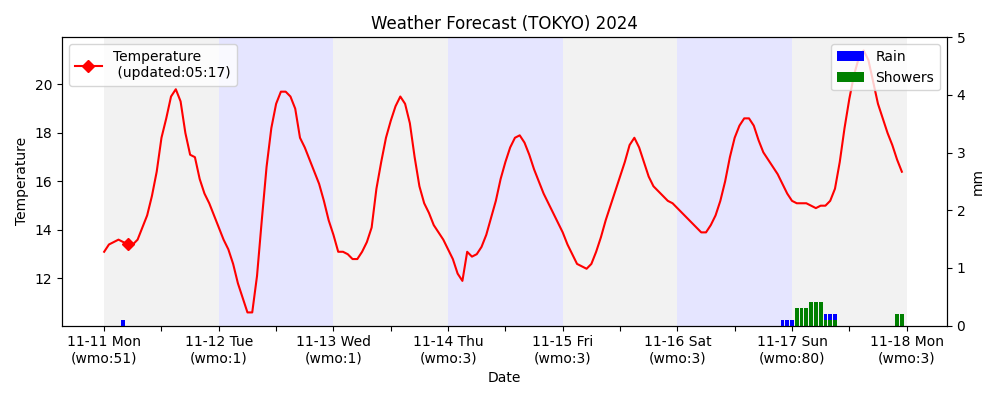 Weather Forecast (TOKYO) 2024
Temperature
(updated:05:17)
Rain
Showers
Temperature
20
18
16
14
12
5
4
3
2
1
0
mm
11-11 Mon
(wmo:51)
11-12 Tue
(wmo:1)
11-13 Wed
(wmo:1)
11-14 Thu
(wmo:3)
11-15 Fri
(wmo:3)
11-16 Sat
(wmo:3)
11-17 Sun
(wmo:80)
11-18 Mon
(wmo:3)
Date